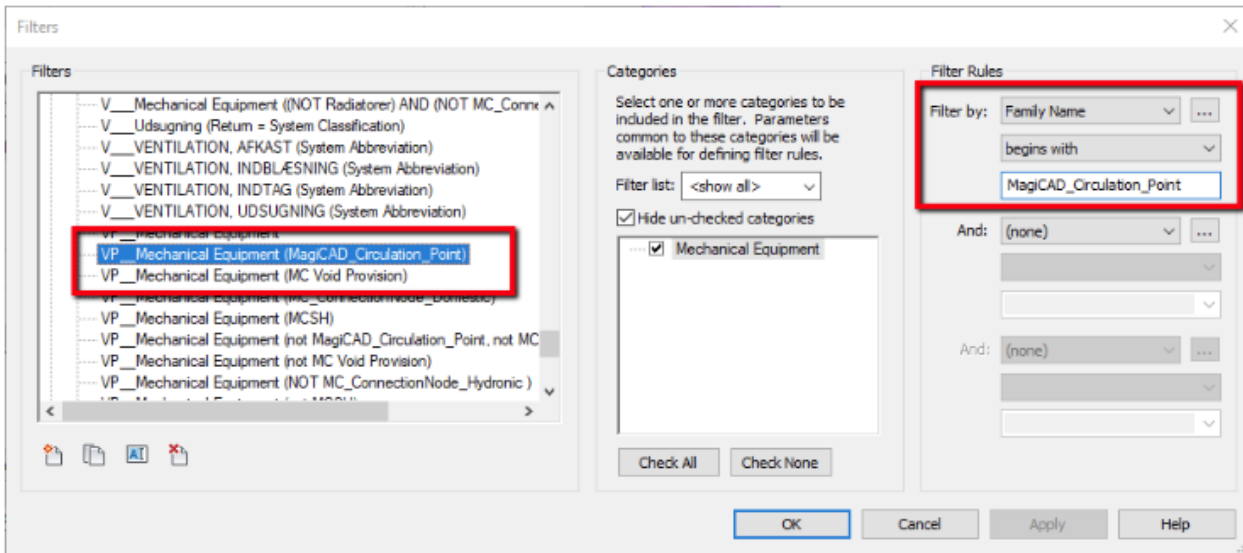 Filters
Filters
V___Mechanical Equipment ((NOT Radiatorer) AND (NOT MC_Conne
V___Udsugning (Return = System Classification)
V___VENTILATION, AFKAST (System Abbreviation)
V___VENTILATION, INDBLÆSNING (System Abbreviation)
V___VENTILATION, INDTAG (System Abbreviation)
V___VENTILATION, UDSUGNING (System Abbreviation)
VP__Mechanical Equipment
VP__Mechanical Equipment (MagiCAD_Circulation_Point)
VP__Mechanical Equipment (MC Void Provision)
VP__Mechanical Equipment (MC_ConnectionNode_Domestic)
VP__Mechanical Equipment (MCSH)
VP__Mechanical Equipment (not MagiCAD_Circulation_Point, not MC
VP__Mechanical Equipment (not MC Void Provision)
VP__Mechanical Equipment (NOT MC_ConnectionNode_Hydronic )
Categories
Select one or more categories to be
included in the filter. Parameters
common to these categories will be
available for defining filter rules.
Filter list: <show all>
Hide un-checked categories
Mechanical Equipment
Check All Check None
Filter Rules
Filter by: Family Name ...
begins with
MagiCAD_Circulation_Point
And: (none) ...
And: (none) ...
OK Cancel Apply Help